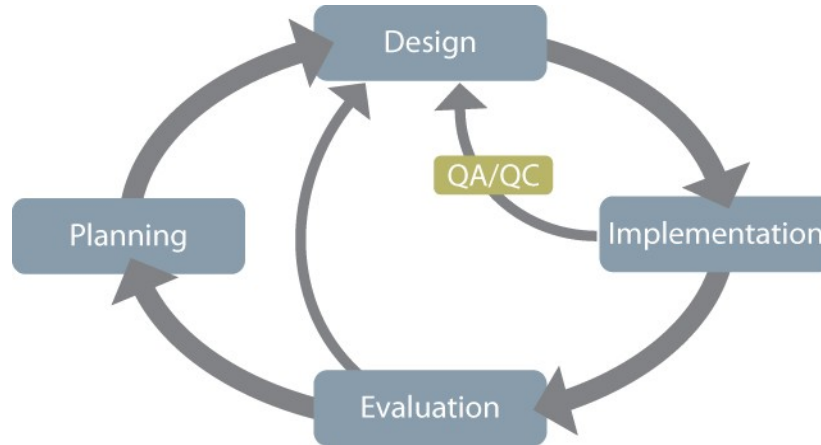 Design
QA/QC
Planning
Implementation
Evaluation